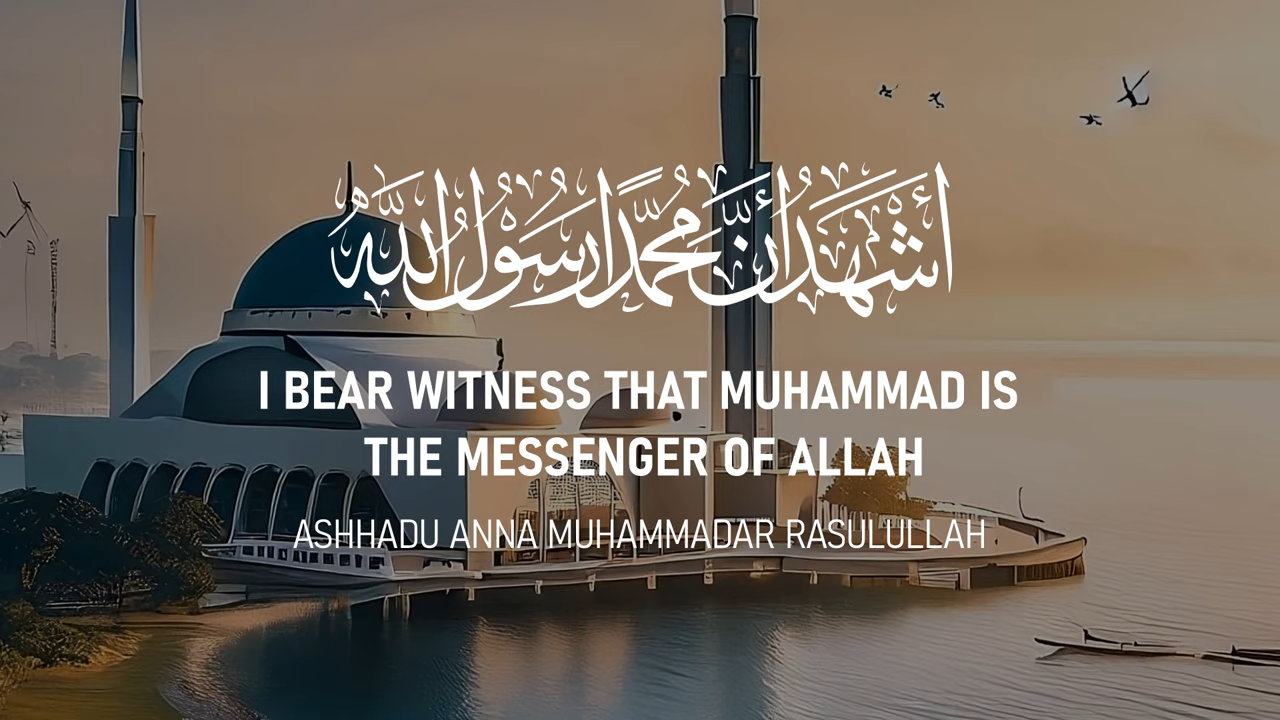 أشهد أن محمدا رسول الله
I BEAR WITNESS THAT MUHAMMAD IS
THE MESSENGER OF ALLAH
ASHHADU ANNA MUHAMMADAR RASULULLAH